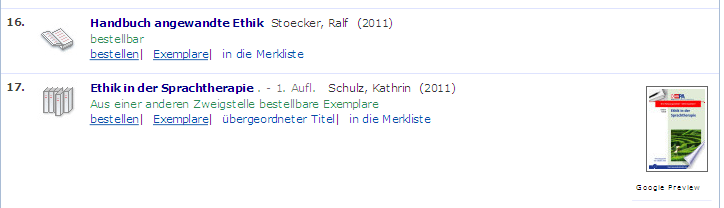 16. Handbuch angewandte Ethik Stoecker, Ralf (2011)
bestellbar
bestellen| Exemplare| in die Merkliste
17. Ethik in der Sprachtherapie . - 1. Aufl. Schulz, Kathrin (2011)
Aus einer anderen Zweigstelle bestellbare Exemplare
bestellen| Exemplare| übergeordneter Titel| in die Merkliste
Ethik in der
Sprachtherapie
Google Preview